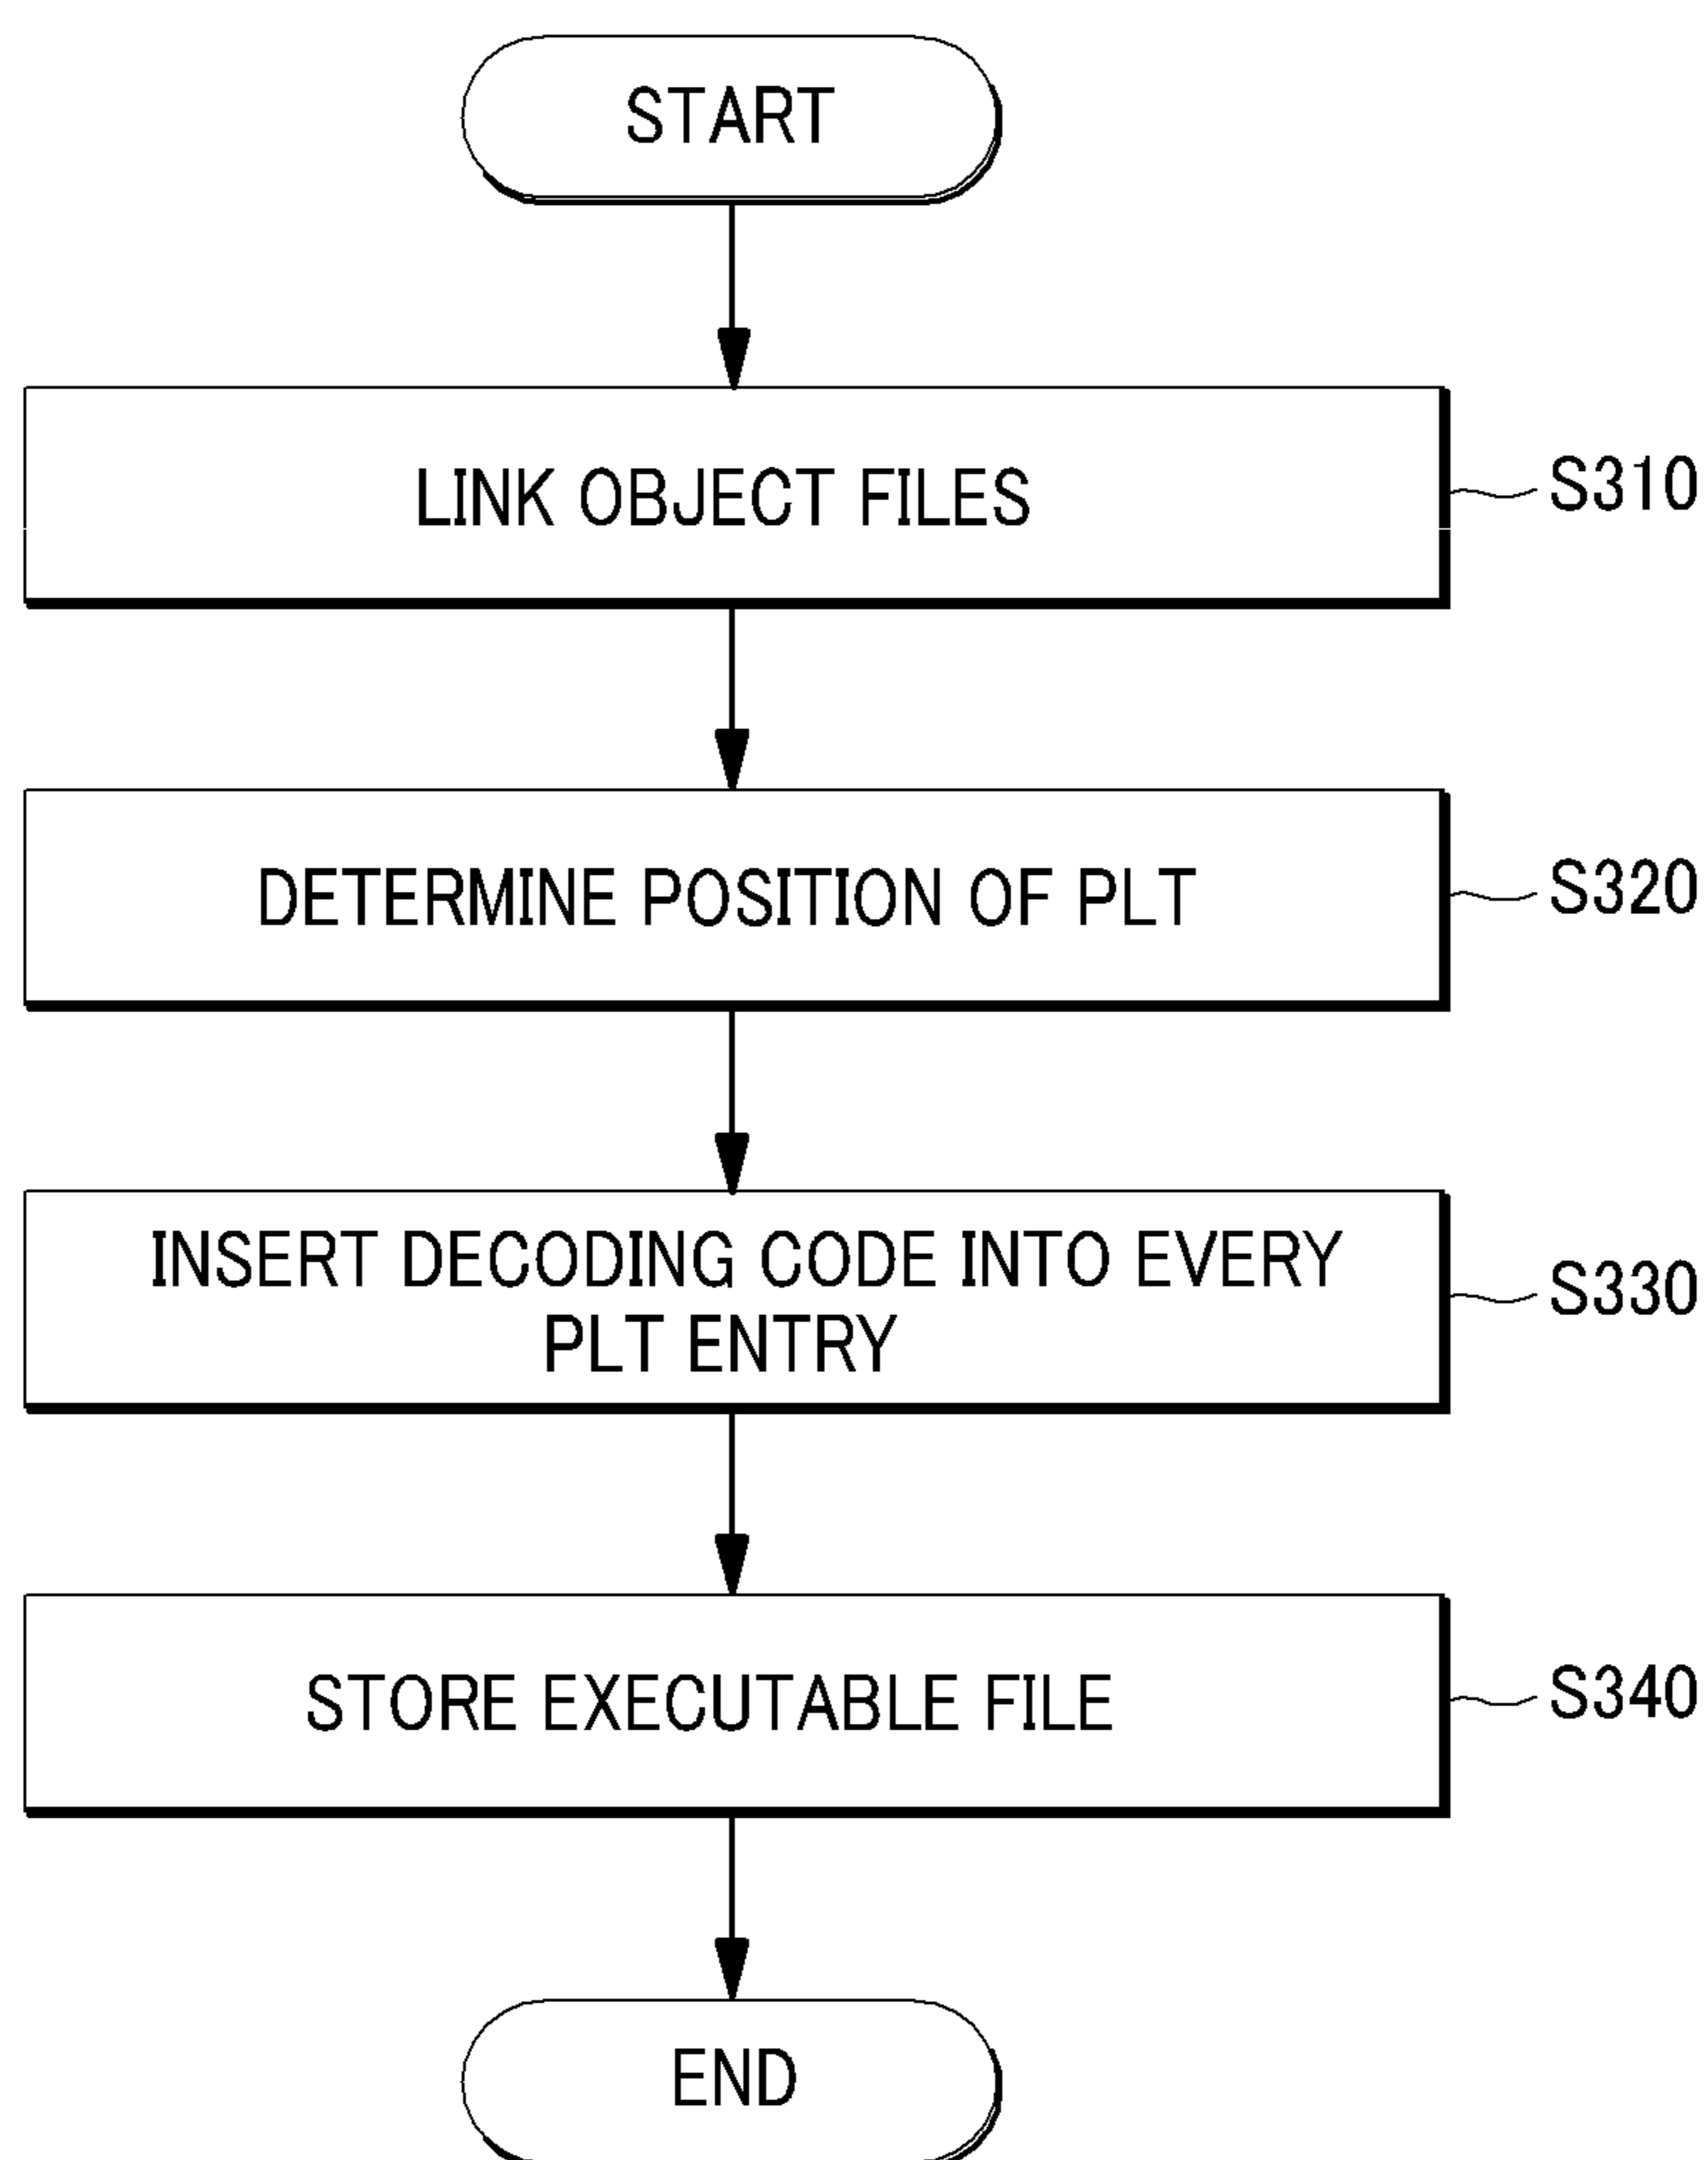 START
LINK OBJECT FILES
S310
DETERMINE POSITION OF PLT
S320
INSERT DECODING CODE INTO EVERY
PLT ENTRY
S330
STORE EXECUTABLE FILE
S340
END